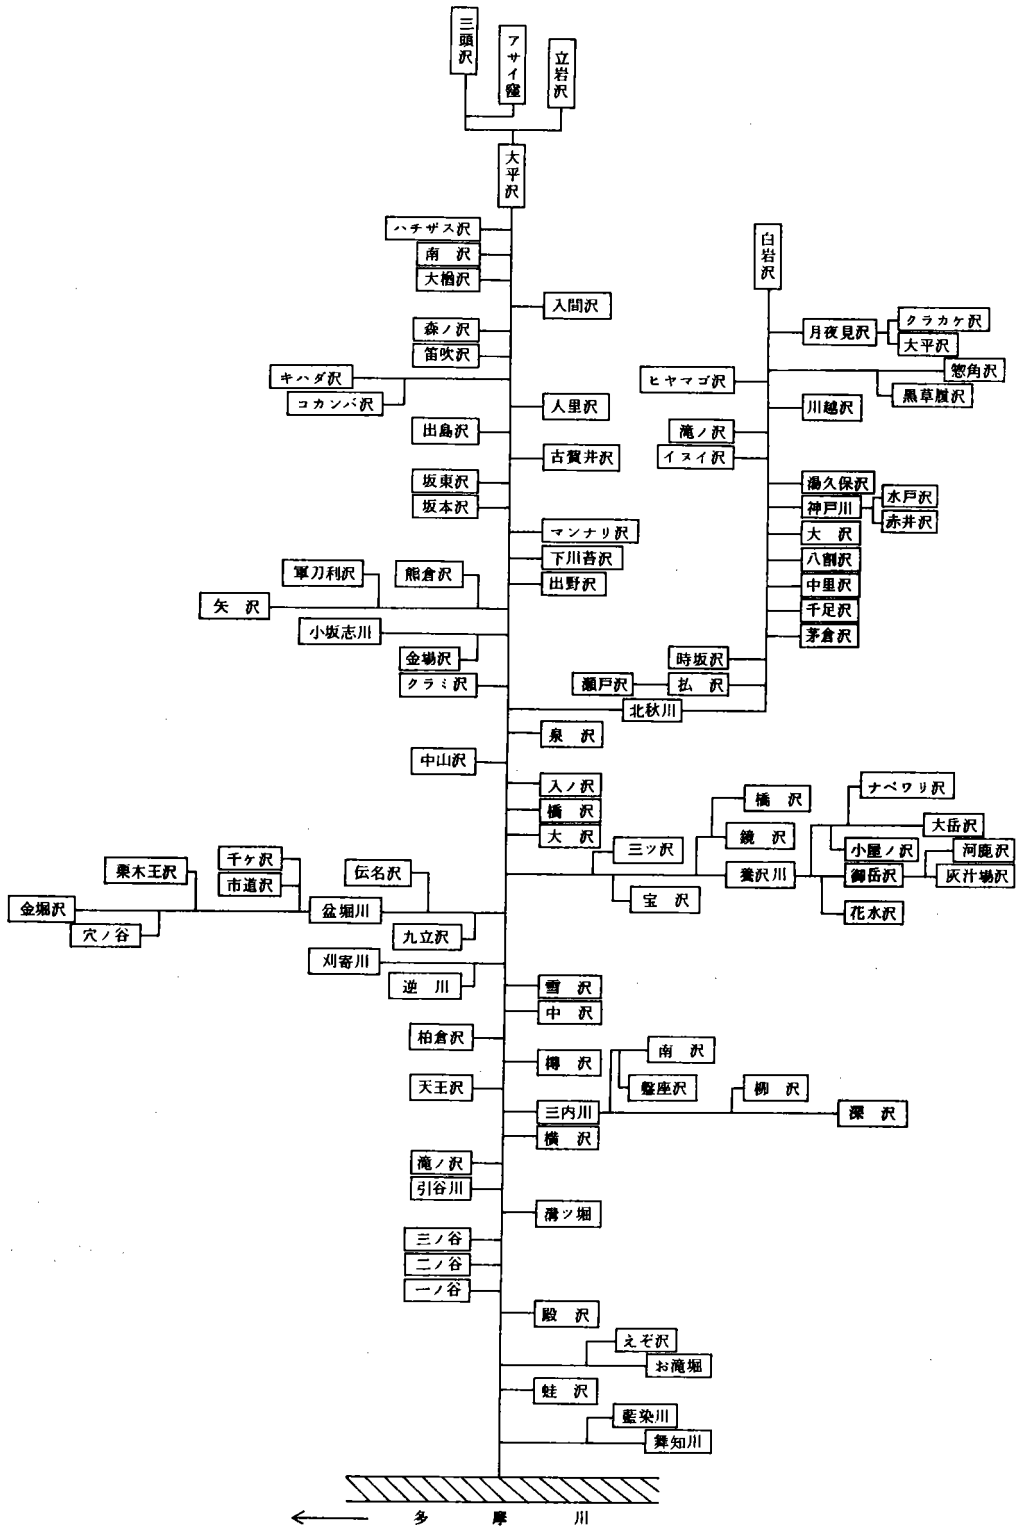 三頭沢
アサイ窪
立岩沢
大平沢
ハチザス沢
南 沢
大楢沢
白岩沢
入間沢
森ノ沢
笛吹沢
月夜見沢
クラカケ沢
大平沢
キハダ沢
コカンバ沢
ヒヤマゴ沢
惣角沢
黒草履沢
人里沢
川越沢
出畠沢
滝ノ沢
古賀井沢
イヌイ沢
坂東沢
坂本沢
湯久保沢
神戸川
水戸沢
赤井沢
マンナリ沢
大 沢
下川苔沢
八割沢
軍刀利沢
熊倉沢
出野沢
中里沢
矢 沢
千足沢
小坂志川
茅倉沢
金場沢
時坂沢
クラミ沢
瀬戸沢
払 沢
北秋川
泉 沢
中山沢
入ノ沢
橋 沢
大 沢
橋 沢
ナベワリ沢
三ツ沢
鏡 沢
大岳沢
小屋ノ沢
河鹿沢
千ヶ沢
栗木王沢
市道沢
伝名沢
養沢川
御岳沢
灰汁場沢
宝 沢
金堀沢
盆堀川
花水沢
穴ノ谷
九立沢
刈寄川
逆 川
雪 沢
中 沢
柏倉沢
樽 沢
南 沢
天王沢
盤座沢
柳 沢
三内川
深 沢
横 沢
滝ノ沢
引谷川
溝ツ堀
三ノ谷
二ノ谷
一ノ谷
殿 沢
えぞ沢
お滝堀
蛙 沢
藍染川
舞知川
多 摩 川